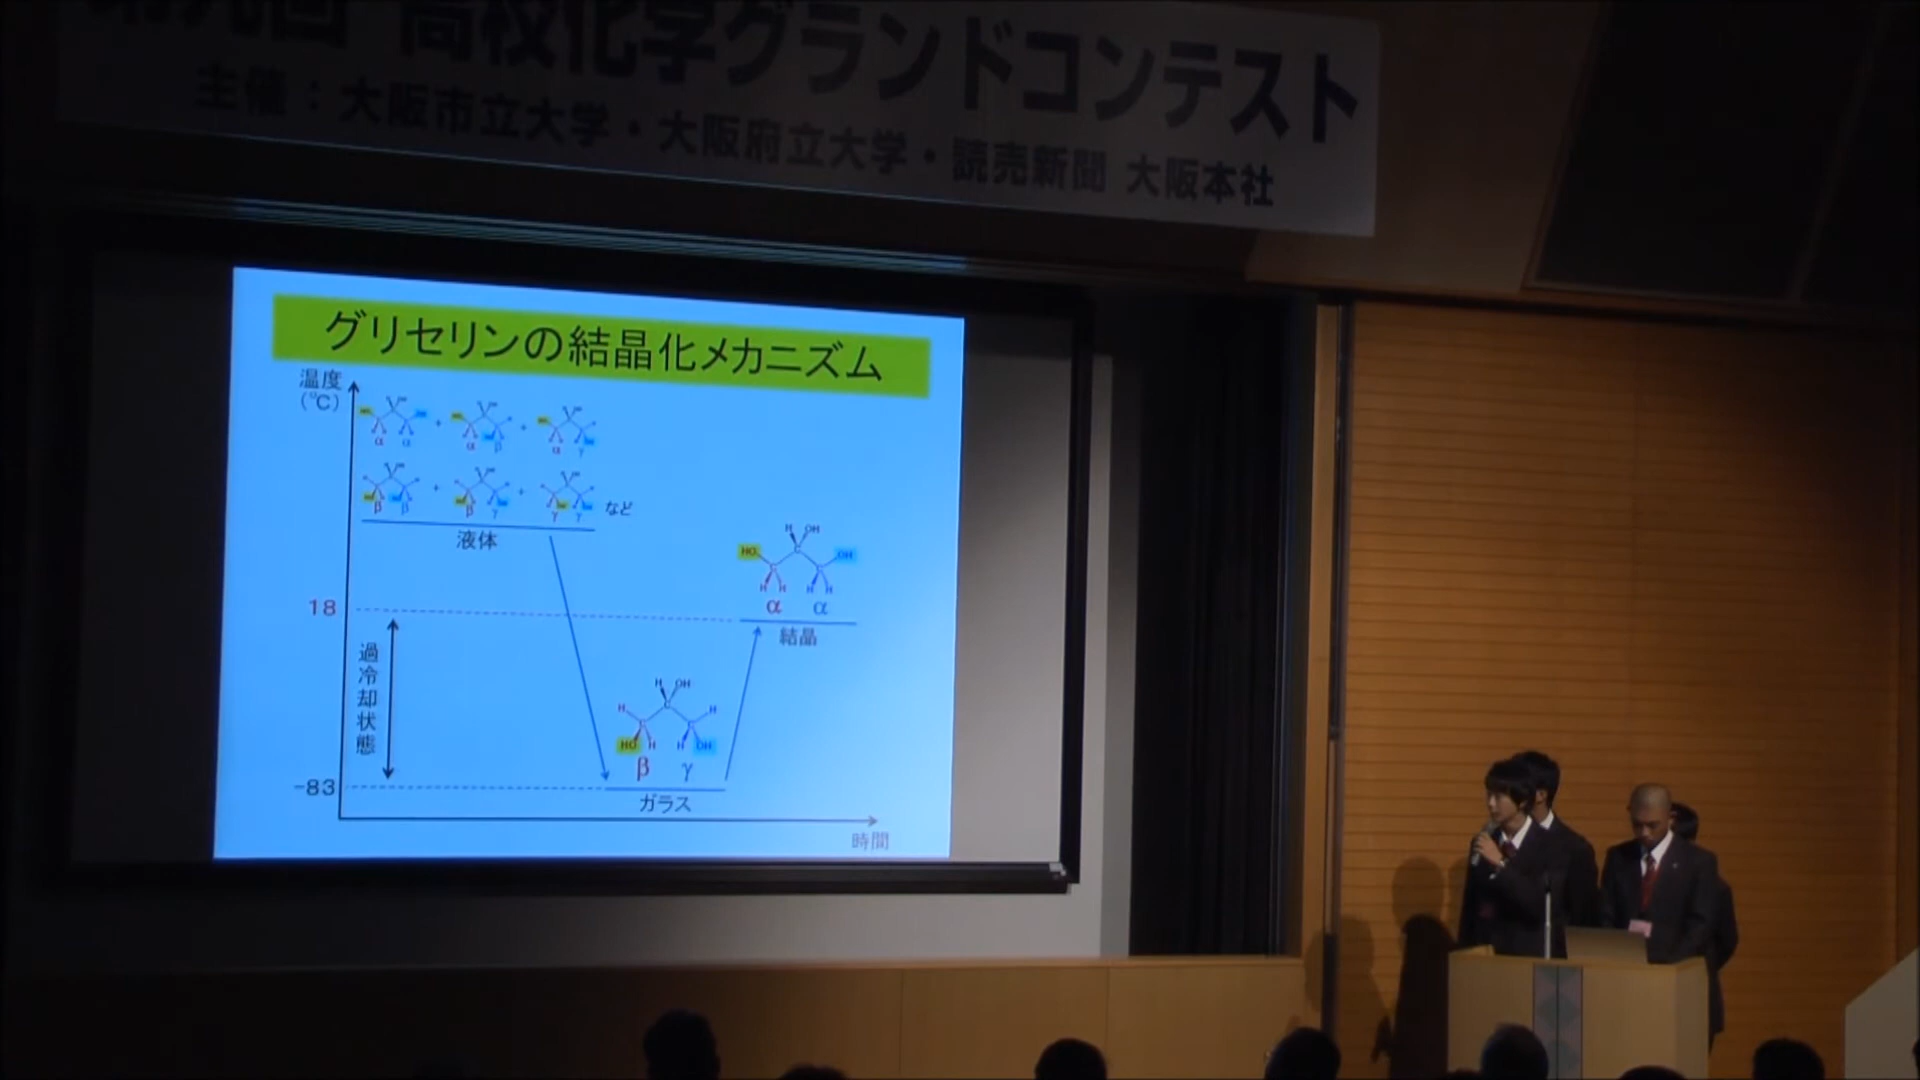 高校化学グランドコンテスト
主催：大阪市立大学・大阪府立大学・読売新聞 大阪本社
グリセリンの結晶化メカニズム
温度
(℃)
α α + α β + α γ
β β + β γ + γ γ など
液体
H OH
HO C OH
C C
H H H H
α α
18
結晶
過冷却状態
H OH
H C H
C C
HO H H OH
β γ
-83
ガラス
時間